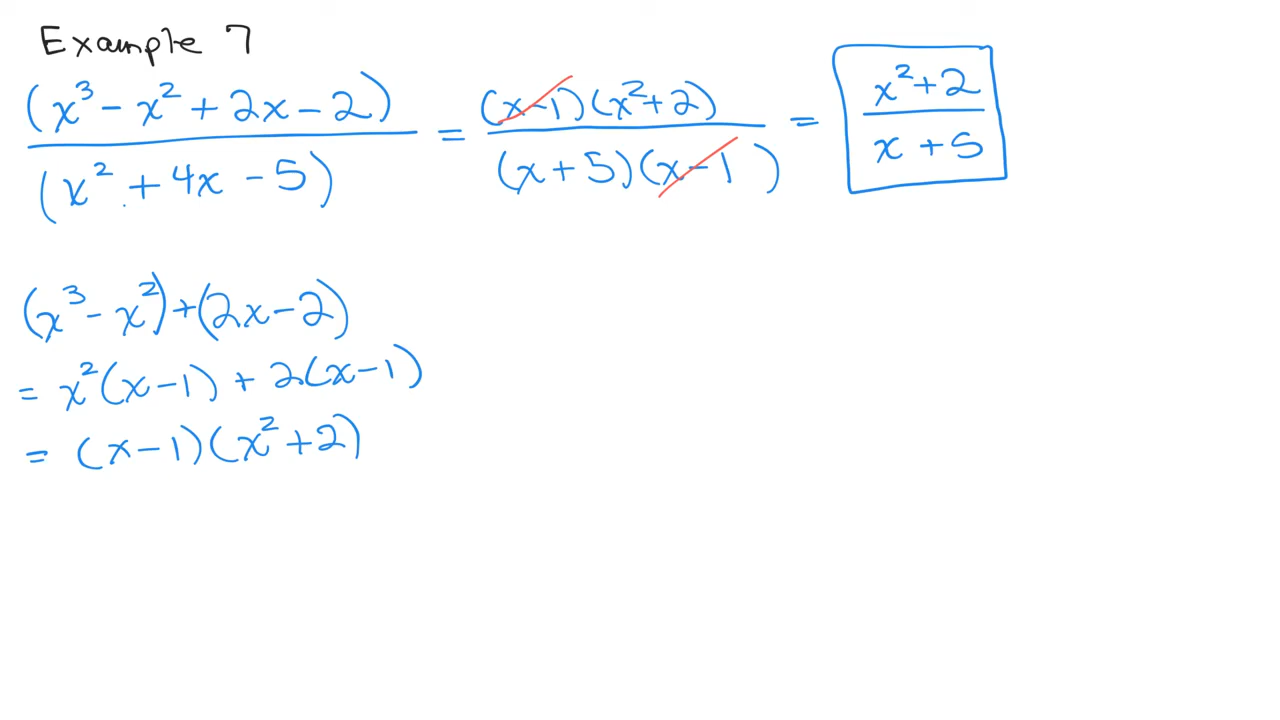 Example 7
(x³ - x² + 2x - 2) / (x² + 4x - 5) = (x-1)(x²+2) / (x+5)(x-1) = x²+2 / x+5
(x³ - x²) + (2x - 2)
= x²(x-1) + 2(x-1)
= (x-1)(x²+2)